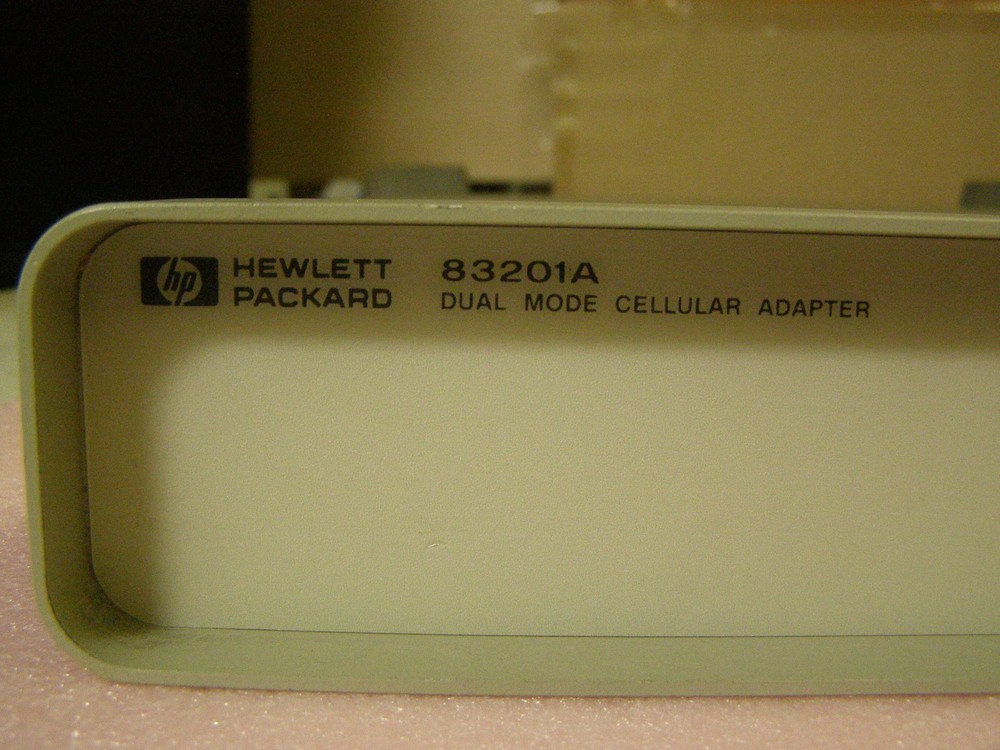 hp HEWLETT PACKARD
83201A
DUAL MODE CELLULAR ADAPTER